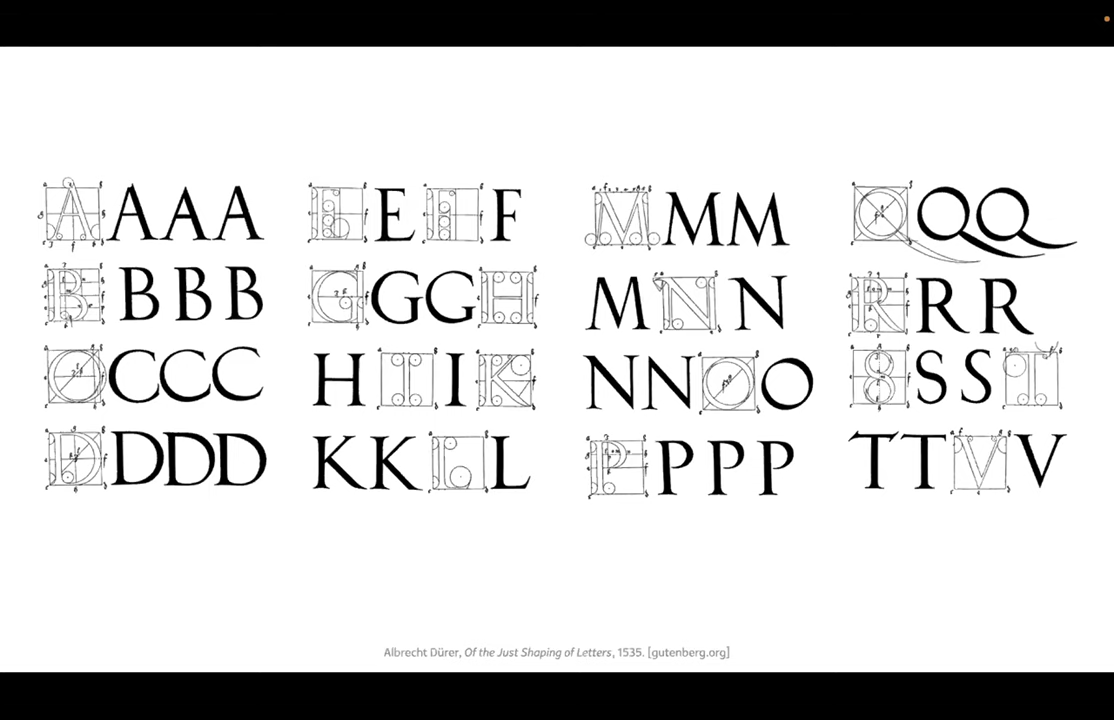 A A A A
B B B B
C C C C
D D D D
E E F F
G G G H
H I I K
K K L L
M M M
M N N
N N O O
P P P P
Q Q Q
R R R
S S S T
T T V V
Albrecht Dürer, Of the Just Shaping of Letters, 1535. [gutenberg.org]